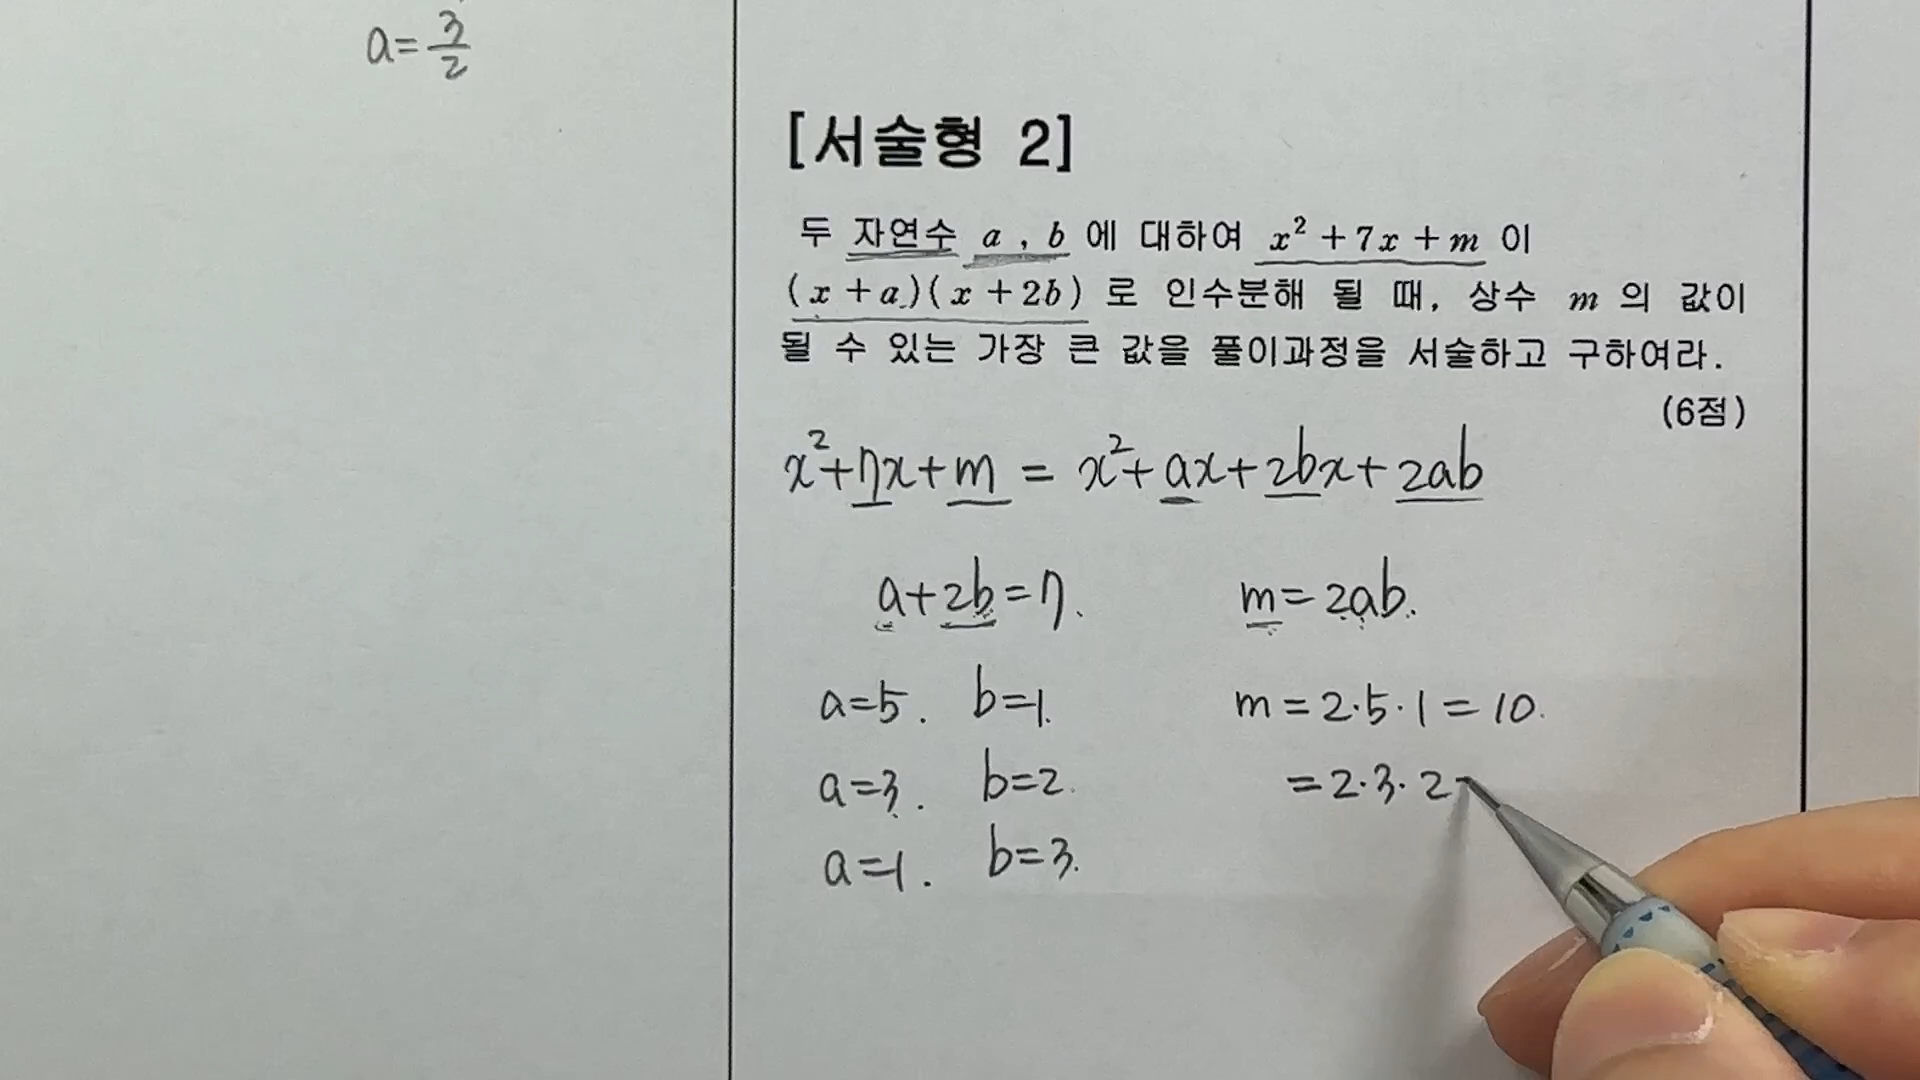 a=3/2
[서술형 2]
두 자연수 a, b 에 대하여 x²+7x+m 이
(x+a)(x+2b) 로 인수분해 될 때, 상수 m 의 값이
될 수 있는 가장 큰 값을 풀이과정을 서술하고 구하여라.
(6점)
x²+7x+m = x²+ax+2bx+2ab
a+2b=7. m=2ab.
a=5. b=1. m=2·5·1=10.
a=3. b=2. =2·3·2
a=1. b=3.